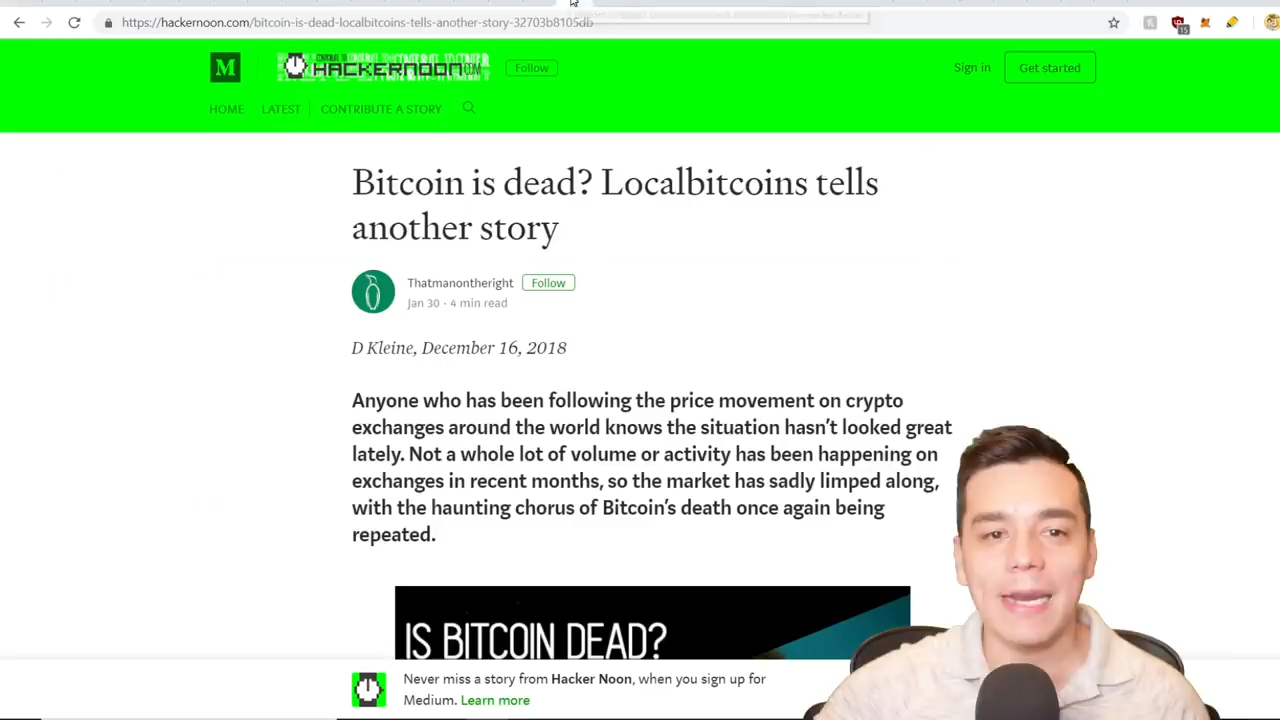 https://hackernoon.com/bitcoin-is-dead-localbitcoins-tells-another-story-32703b8105db
15
M
HACKERNOON.COM
Follow
Sign in
Get started
HOME
LATEST
CONTRIBUTE A STORY
Bitcoin is dead? Localbitcoins tells
another story
Thatmanontheright
Follow
Jan 30 · 4 min read
D Kleine, December 16, 2018
Anyone who has been following the price movement on crypto
exchanges around the world knows the situation hasn’t looked great
lately. Not a whole lot of volume or activity has been happening on
exchanges in recent months, so the market has sadly limped along,
with the haunting chorus of Bitcoin’s death once again being
repeated.
IS BITCOIN DEAD?
Never miss a story from Hacker Noon, when you sign up for
Medium. Learn more